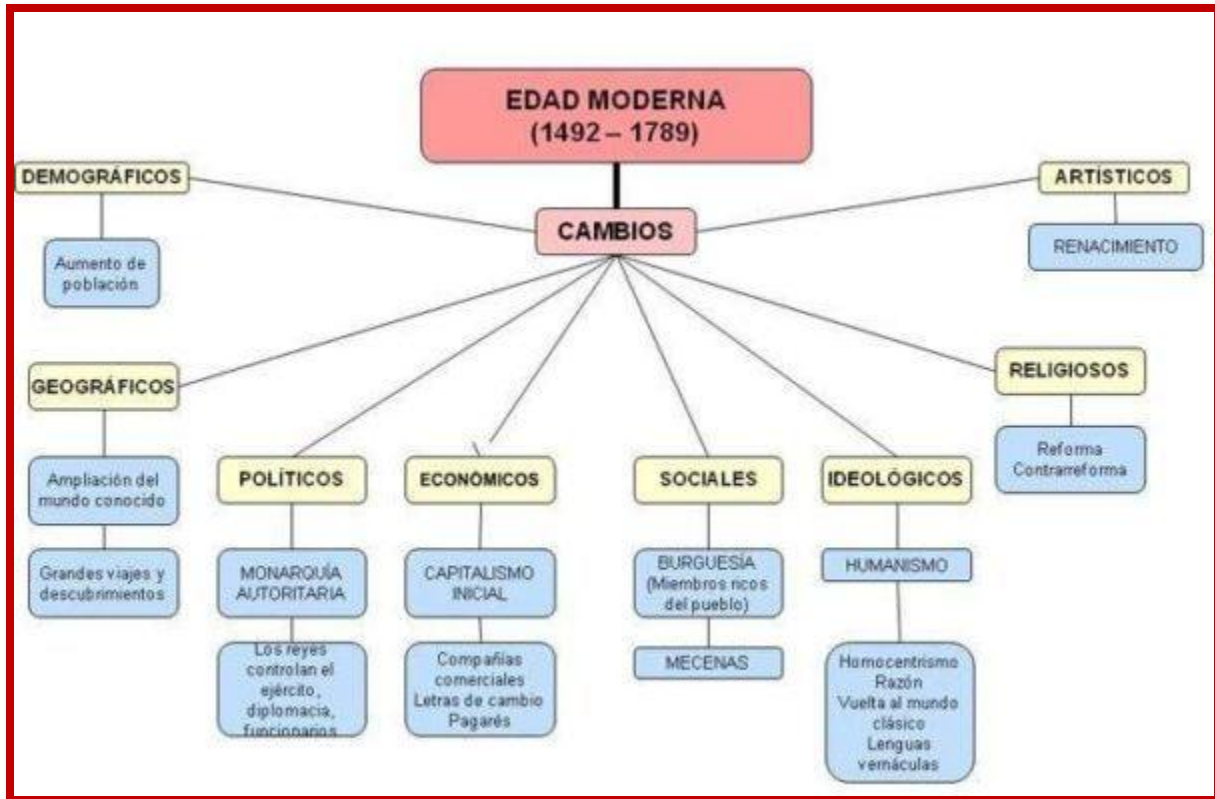 EDAD MODERNA
(1492 – 1789)
CAMBIOS
DEMOGRÁFICOS
Aumento de
población
ARTÍSTICOS
RENACIMIENTO
GEOGRÁFICOS
Ampliación del
mundo conocido
Grandes viajes y
descubrimientos
POLÍTICOS
MONARQUÍA
AUTORITARIA
Los reyes
controlan el
ejército,
diplomacia,
funcionarios
ECONÓMICOS
CAPITALISMO
INICIAL
Compañías
comerciales
Letras de cambio
Pagarés
SOCIALES
BURGUESÍA
(Miembros ricos
del pueblo)
MECENAS
IDEOLÓGICOS
HUMANISMO
Homocentrismo
Razón
Vuelta al mundo
clásico
Lenguas
vernáculas
RELIGIOSOS
Reforma
Contrarreforma